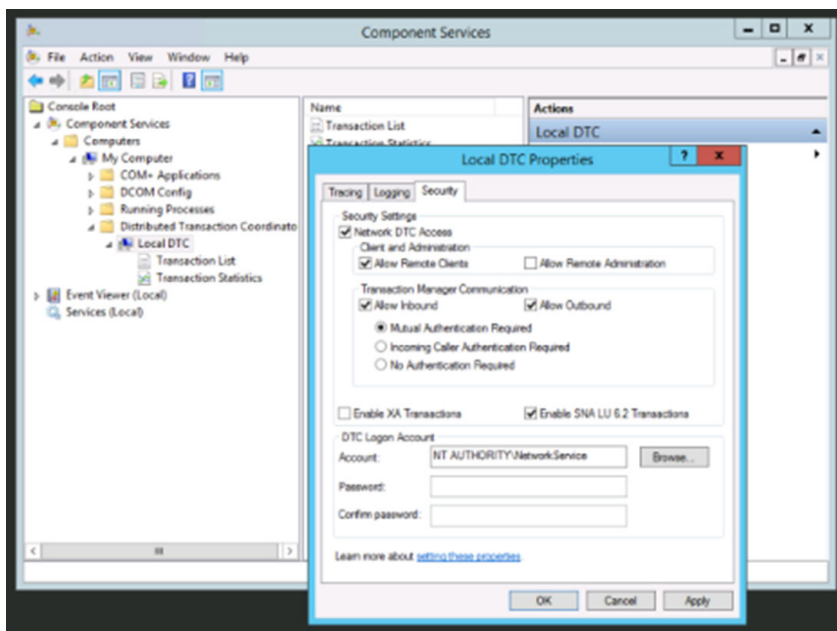 Component Services
File Action View Window Help
Console Root
Component Services
Computers
My Computer
COM+ Applications
DCOM Config
Running Processes
Distributed Transaction Coordinato
Local DTC
Transaction List
Transaction Statistics
Event Viewer (Local)
Services (Local)
Name
Transaction List
Transaction Statistics
Actions
Local DTC
Local DTC Properties
? x
Tracing Logging Security
Security Settings
Network DTC Access
Client and Administration
Allow Remote Clients Allow Remote Administration
Transaction Manager Communication
Allow Inbound Allow Outbound
Mutual Authentication Required
Incoming Caller Authentication Required
No Authentication Required
Enable XA Transactions Enable SNA LU 6.2 Transactions
DTC Logon Account
Account: NT AUTHORITY\NetworkService Browse...
Password:
Confirm password:
Learn more about setting these properties.
OK Cancel Apply